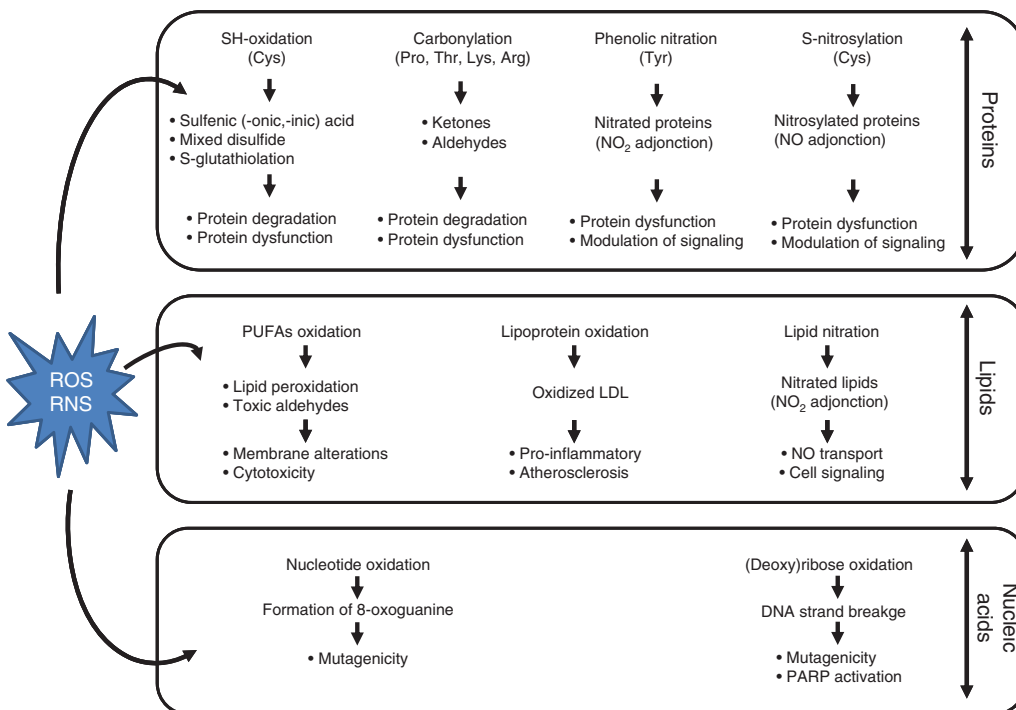 SH-oxidation
(Cys)
• Sulfenic (-onic,-inic) acid
• Mixed disulfide
• S-glutathiolation
• Protein degradation
• Protein dysfunction
Carbonylation
(Pro, Thr, Lys, Arg)
• Ketones
• Aldehydes
• Protein degradation
• Protein dysfunction
Phenolic nitration
(Tyr)
Nitrated proteins
(NO₂ adjonction)
• Protein dysfunction
• Modulation of signaling
S-nitrosylation
(Cys)
Nitrosylated proteins
(NO adjonction)
• Protein dysfunction
• Modulation of signaling
Proteins
ROS
RNS
PUFAs oxidation
• Lipid peroxidation
• Toxic aldehydes
• Membrane alterations
• Cytotoxicity
Lipoprotein oxidation
Oxidized LDL
• Pro-inflammatory
• Atherosclerosis
Lipid nitration
Nitrated lipids
(NO₂ adjonction)
• NO transport
• Cell signaling
Lipids
Nucleotide oxidation
Formation of 8-oxoguanine
• Mutagenicity
(Deoxy)ribose oxidation
DNA strand breakge
• Mutagenicity
• PARP activation
Nucleic
acids